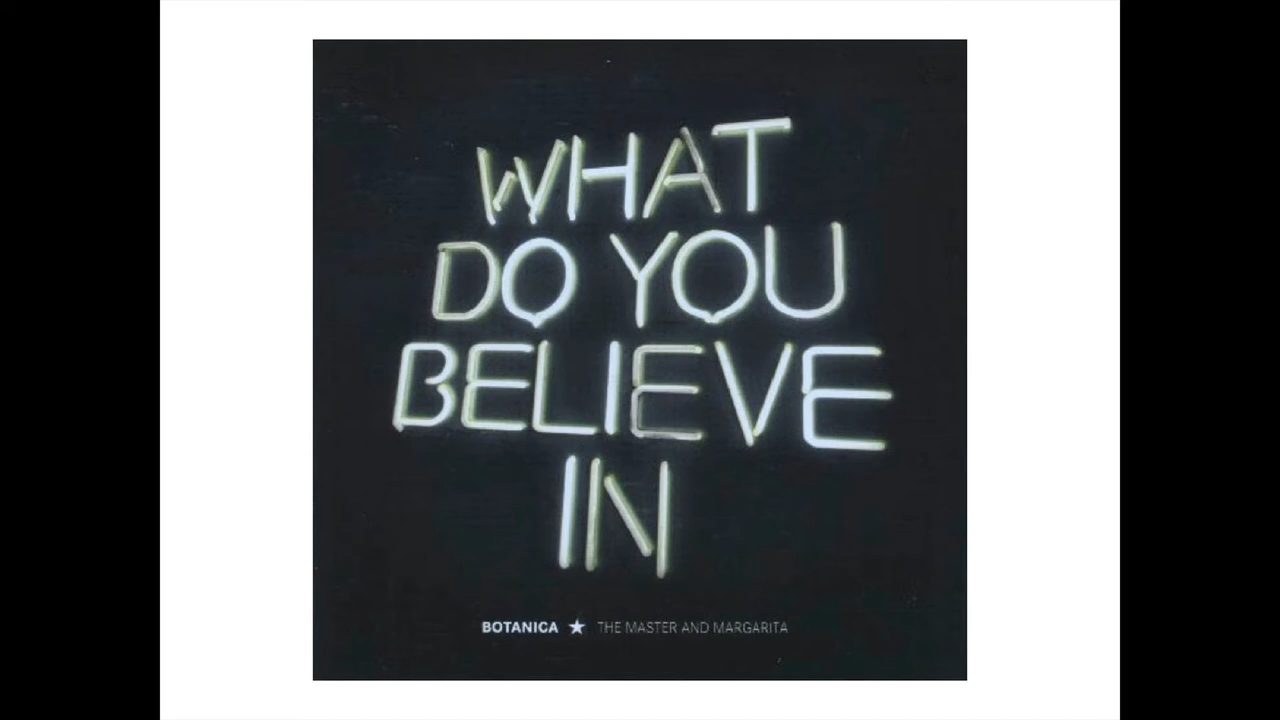 WHAT
DO YOU
BELIEVE
IN
BOTANICA ★ THE MASTER AND MARGARITA